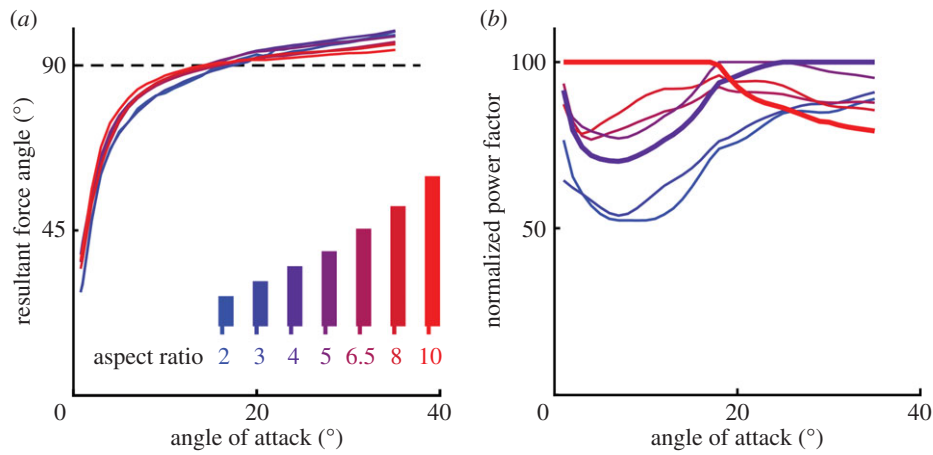 (a)
90
45
0
20
40
resultant force angle (°)
angle of attack (°)
aspect ratio 2 3 4 5 6.5 8 10
(b)
100
50
0
20
40
normalized power factor
angle of attack (°)